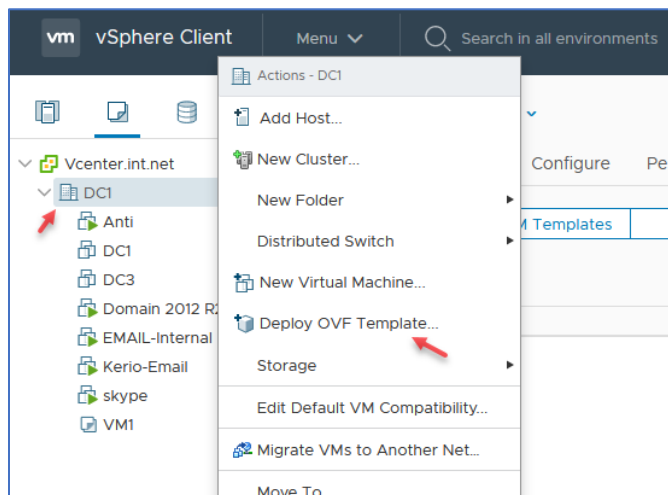 vm vSphere Client Menu Search in all environments
Actions - DC1
Add Host...
Vcenter.int.net New Cluster... Configure Pe
DC1 New Folder
Anti Templates
DC1 Distributed Switch
DC3 New Virtual Machine...
Domain 2012 R2
EMAIL-Internal Deploy OVF Template...
Kerio-Email Storage
skype Edit Default VM Compatibility...
VM1
Migrate VMs to Another Net...
Move To